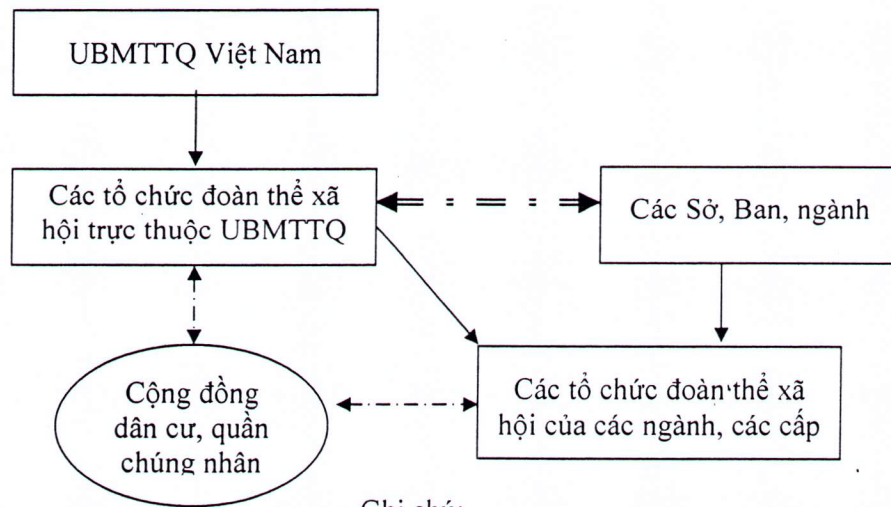 UBMTTQ Việt Nam
Các tổ chức đoàn thể xã
hội trực thuộc UBMTTQ
Các Sở, Ban, ngành
Cộng đồng
dân cư, quần
chúng nhân
Các tổ chức đoàn thể xã
hội của các ngành, các cấp